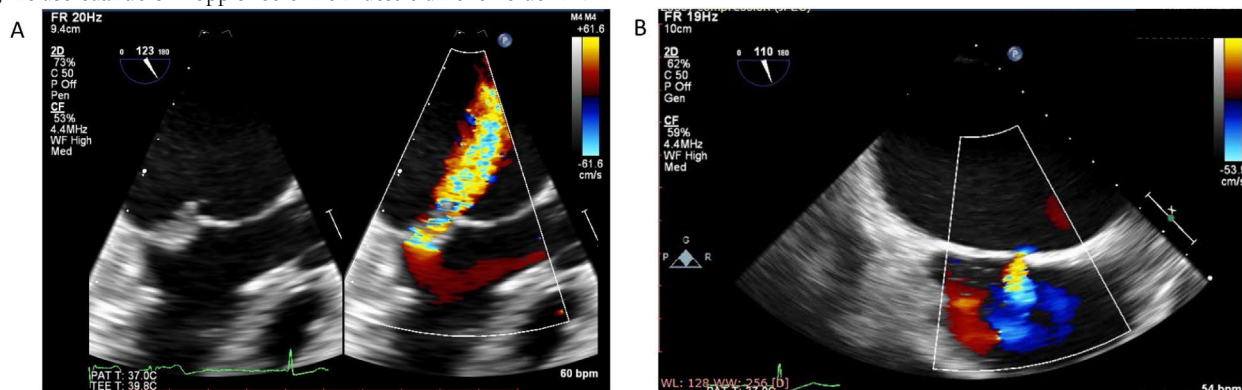 A
FR 20Hz
9.4cm
2D
73%
C 50
P Off
Pen
CF
53%
4.4MHz
WF High
Med
0 123 180
P
M4 M4
+61.6
-61.6
cm/s
PAT T: 37.0C
TEE T: 39.8C
60 bpm
B
FR 19Hz
10cm
2D
62%
C 50
P Off
Gen
CF
59%
4.4MHz
WF High
Med
0 110 180
P
G
P R
-53.9
cm/s
x
WL: 128 WW: 256 [D]
54 bpm